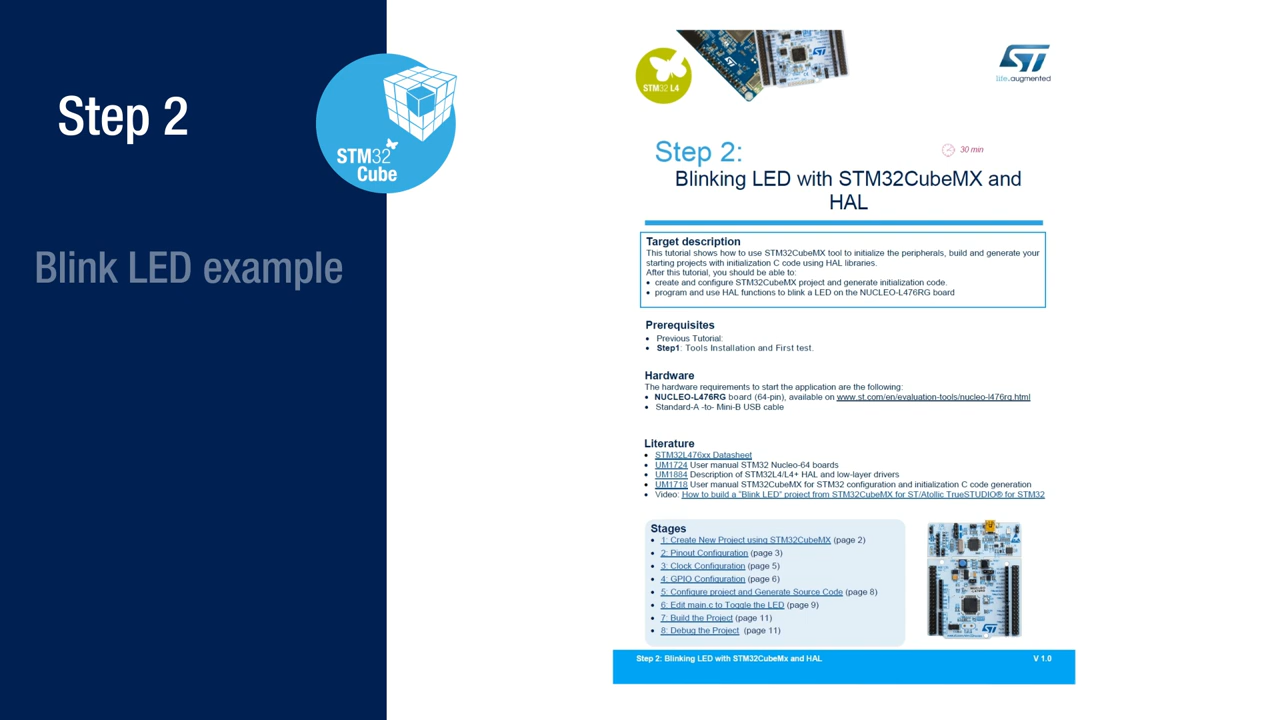 Step 2
STM32
Cube
Blink LED example
STM32 L4
ST
life.augmented
Step 2:
30 min
Blinking LED with STM32CubeMX and
HAL
Target description
This tutorial shows how to use STM32CubeMX tool to initialize the peripherals, build and generate your
starting projects with initialization C code using HAL libraries.
After this tutorial, you should be able to:
• create and configure STM32CubeMX project and generate initialization code.
• program and use HAL functions to blink a LED on the NUCLEO-L476RG board
Prerequisites
• Previous Tutorial:
• Step1: Tools Installation and First test.
Hardware
The hardware requirements to start the application are the following:
• NUCLEO-L476RG board (64-pin), available on www.st.com/en/evaluation-tools/nucleo-l476rg.html
• Standard-A -to- Mini-B USB cable
Literature
• STM32L476xx Datasheet
• UM1724 User manual STM32 Nucleo-64 boards
• UM1884 Description of STM32L4/L4+ HAL and low-layer drivers
• UM1718 User manual STM32CubeMX for STM32 configuration and initialization C code generation
• Video: How to build a "Blink LED" project from STM32CubeMX for ST/Atollic TrueSTUDIO® for STM32
Stages
• 1: Create New Project using STM32CubeMX (page 2)
• 2: Pinout Configuration (page 3)
• 3: Clock Configuration (page 5)
• 4: GPIO Configuration (page 6)
• 5: Configure project and Generate Source Code (page 8)
• 6: Edit main.c to Toggle the LED (page 9)
• 7: Build the Project (page 11)
• 8: Debug the Project (page 11)
Step 2: Blinking LED with STM32CubeMx and HAL
V 1.0